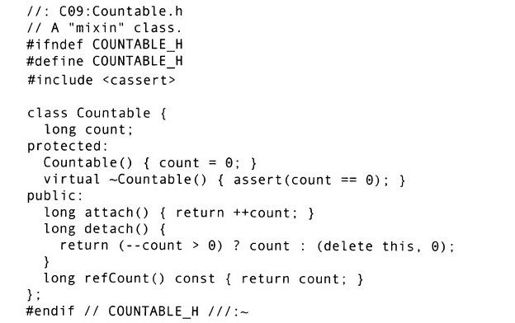 //: C09:Countable.h
// A "mixin" class.
#ifndef COUNTABLE_H
#define COUNTABLE_H
#include <cassert>

class Countable {
  long count;
protected:
  Countable() { count = 0; }
  virtual ~Countable() { assert(count == 0); }
public:
  long attach() { return ++count; }
  long detach() {
    return (--count > 0) ? count : (delete this, 0);
  }
  long refCount() const { return count; }
};
#endif // COUNTABLE_H ///:~